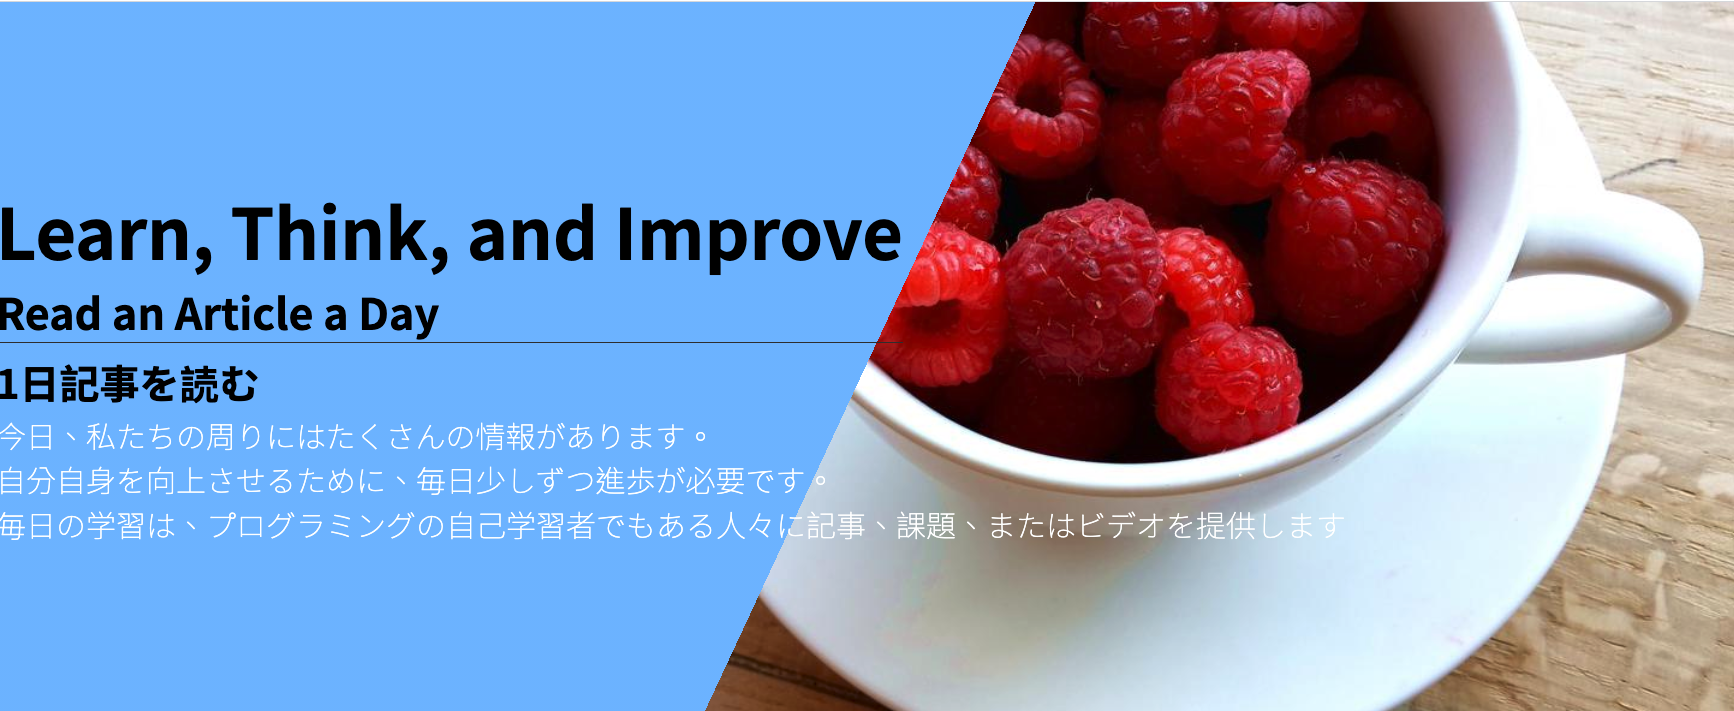 Learn, Think, and Improve
Read an Article a Day
1日記事を読む
今日、私たちの周りにはたくさんの情報があります。
自分自身を向上させるために、毎日少しずつ進歩が必要です。
毎日の学習は、プログラミングの自己学習者でもある人々に記事、課題、またはビデオを提供します